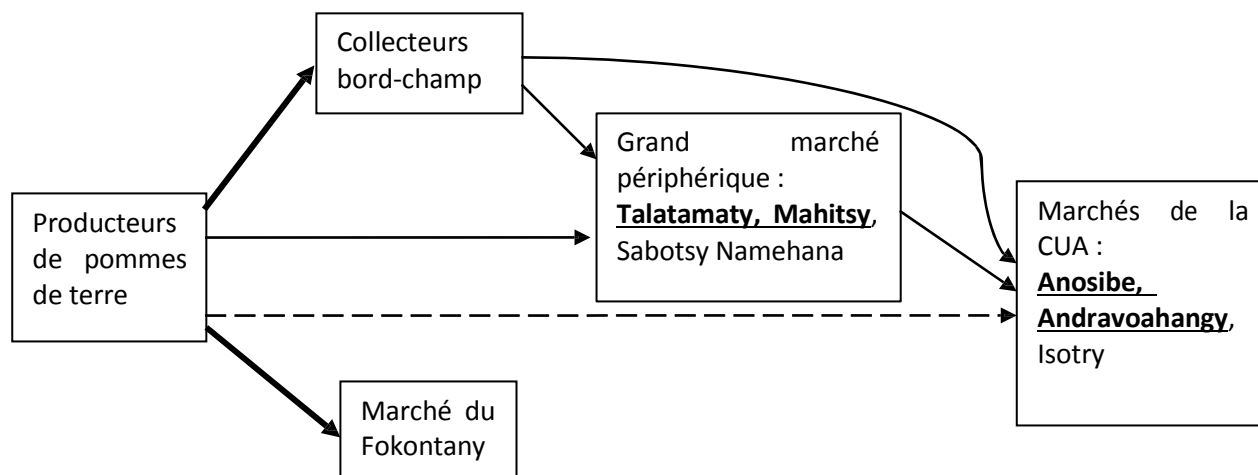 Collecteurs
bord-champ
Grand marché
périphérique :
Talatamaty, Mahitsy,
Sabotsy Namehana
Producteurs
de pommes
de terre
Marchés de la
CUA :
Anosibe,
Andravoahangy,
Isotry
Marché du
Fokontany